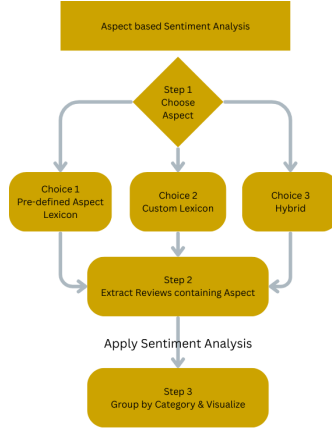 Aspect based Sentiment Analysis
Step 1
Choose
Aspect
Choice 1
Pre-defined Aspect
Lexicon
Choice 2
Custom Lexicon
Choice 3
Hybrid
Step 2
Extract Reviews containing Aspect
Apply Sentiment Analysis
Step 3
Group by Category & Visualize